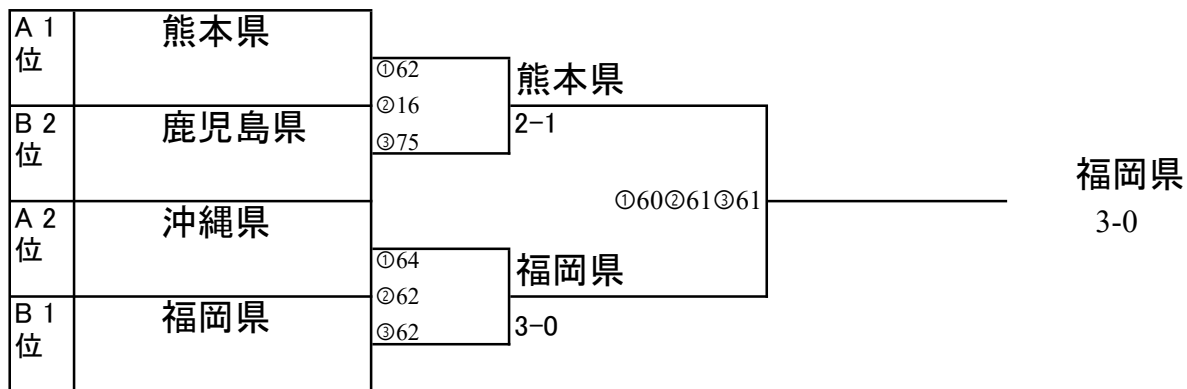 A 1
位
熊本県
①62
熊本県
②16
B 2
位
鹿児島県
2-1
③75
福岡県
①60②61③61
3-0
A 2
位
沖縄県
①64
福岡県
②62
B 1
位
福岡県
3-0
③62